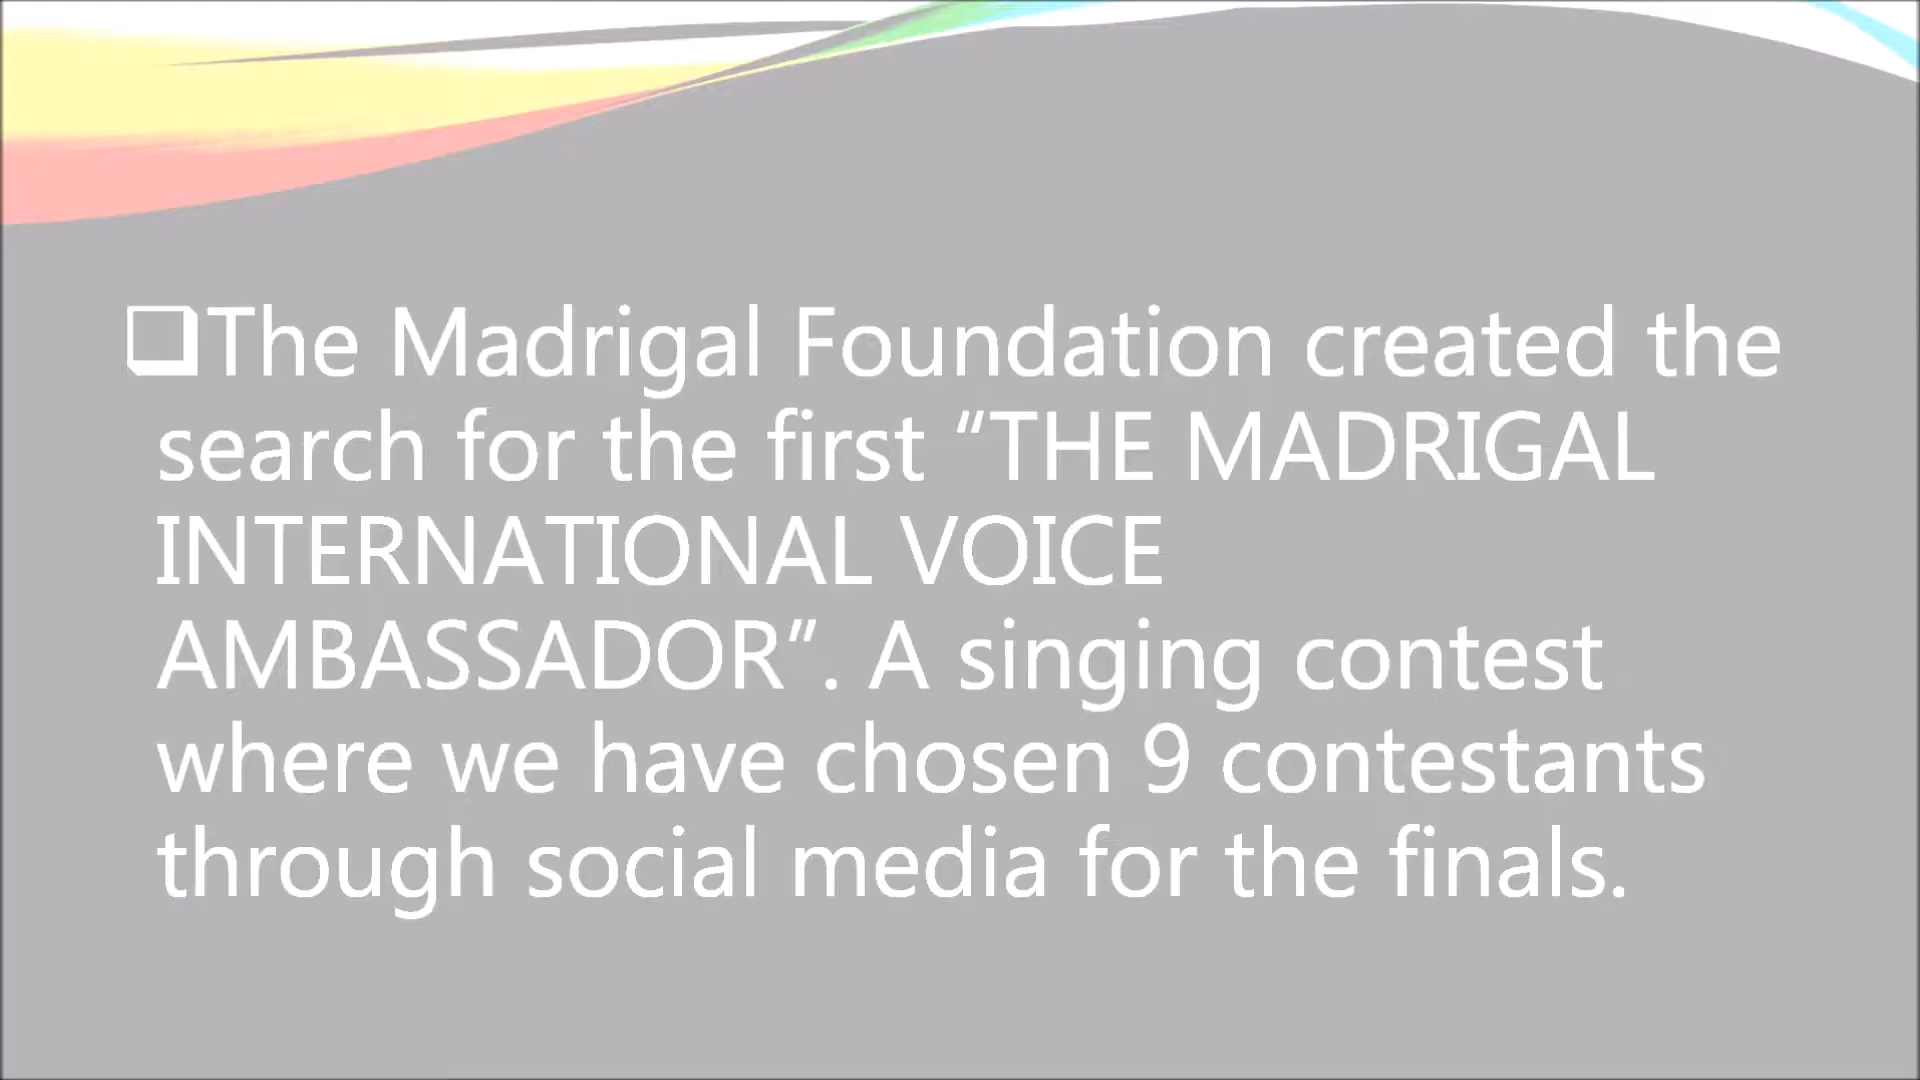 ❑The Madrigal Foundation created the
search for the first “THE MADRIGAL
INTERNATIONAL VOICE
AMBASSADOR”. A singing contest
where we have chosen 9 contestants
through social media for the finals.